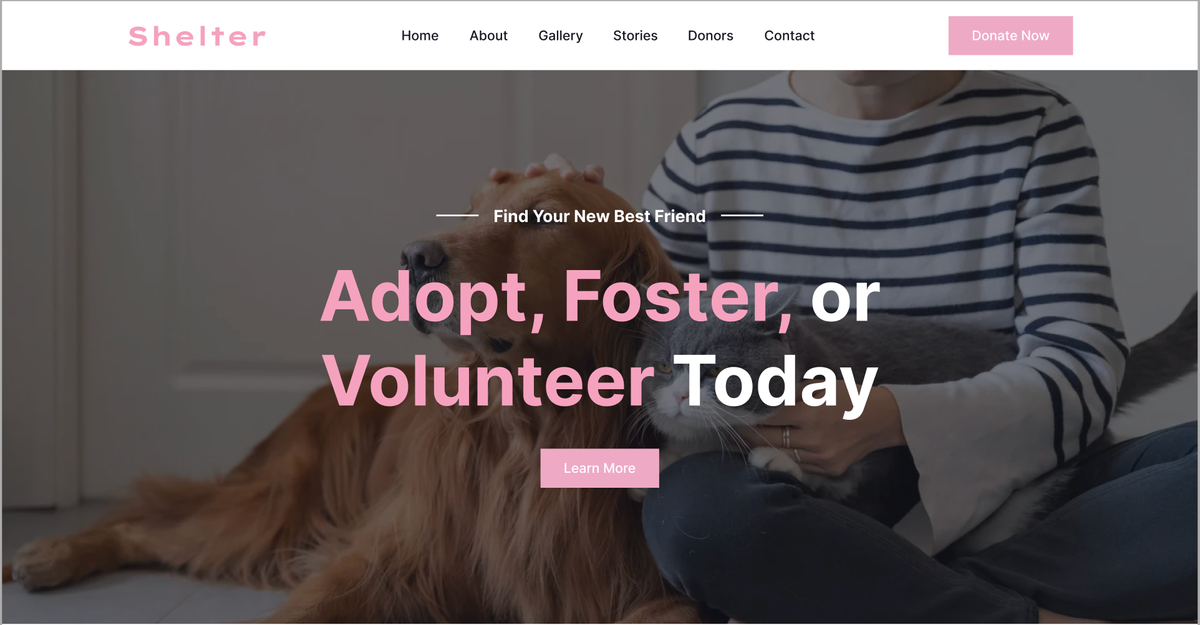 Shelter
Home About Gallery Stories Donors Contact
Donate Now
Find Your New Best Friend
Adopt, Foster, or
Volunteer Today
Learn More